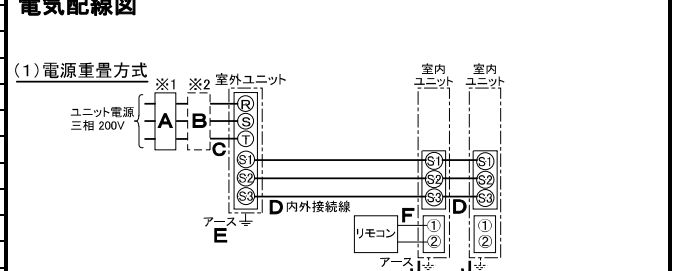 電気配線図
(1)電源重畳方式
※1 ※2 室外ユニット
室内ユニット
室内ユニット
ユニット電源
三相 200V
A
B
C
R
S
T
S1
S2
S3
S1
S2
S3
S1
S2
S3
D 内外接続線
D
アース
E
F
リモコン
①
②
①
②
アース J
J